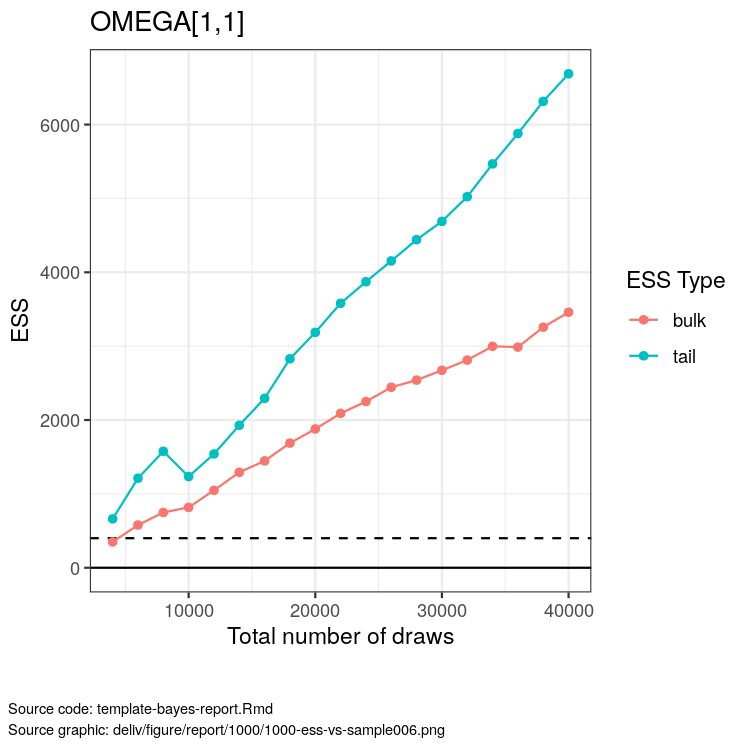 OMEGA[1,1]
6000
4000
2000
0
ESS
10000 20000 30000 40000
Total number of draws
ESS Type
bulk
tail
Source code: template-bayes-report.Rmd
Source graphic: deliv/figure/report/1000/1000-ess-vs-sample006.png